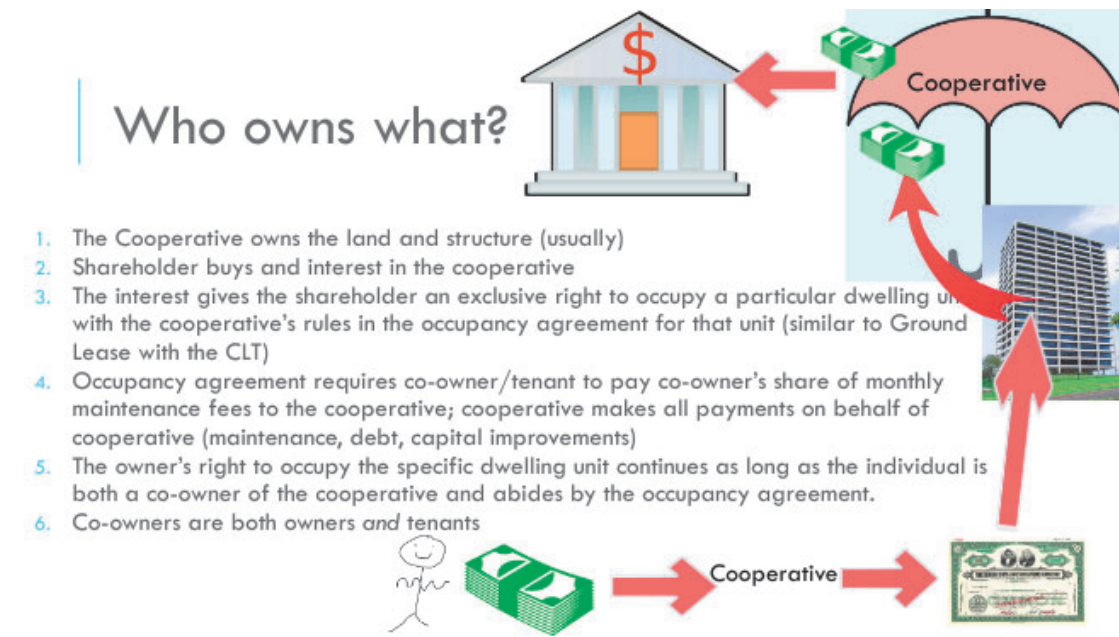 $
Cooperative
Who owns what?
1. The Cooperative owns the land and structure (usually)
2. Shareholder buys and interest in the cooperative
3. The interest gives the shareholder an exclusive right to occupy a particular dwelling un
with the cooperative's rules in the occupancy agreement for that unit (similar to Ground
Lease with the CLT)
4. Occupancy agreement requires co-owner/tenant to pay co-owner's share of monthly
maintenance fees to the cooperative; cooperative makes all payments on behalf of
cooperative (maintenance, debt, capital improvements)
5. The owner's right to occupy the specific dwelling unit continues as long as the individual is
both a co-owner of the cooperative and abides by the occupancy agreement.
6. Co-owners are both owners and tenants
Cooperative